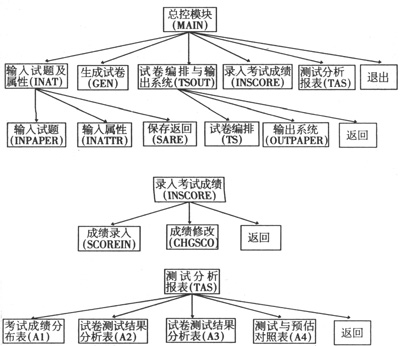 总控模块
(MAIN)
输入试题及
属性(INAT)
生成试卷
(GEN)
试卷编排与输
出系统(TSOUT)
录入考试成绩
(INSCORE)
测试分析
报表(TAS)
退出
输入试题
(INPAPER)
输入属性
(INATTR)
保存返回
(SARE)
试卷编排
(TS)
输出系统
(OUTPAPER)
返回
录入考试成绩
(INSCORE)
成绩录入
(SCOREIN)
成绩修改
(CHGSCO)
返回
测试分析
报表(TAS)
考试成绩分
布表(A1)
试卷测试结果
分析表(A2)
试卷测试结果
分析表(A3)
测试与预估
对照表(A4)
返回